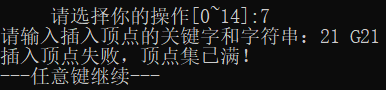 请选择你的操作[0~14]:7
请输入插入顶点的关键字和字符串：21 G21
插入顶点失败，顶点集已满！
---任意键继续---